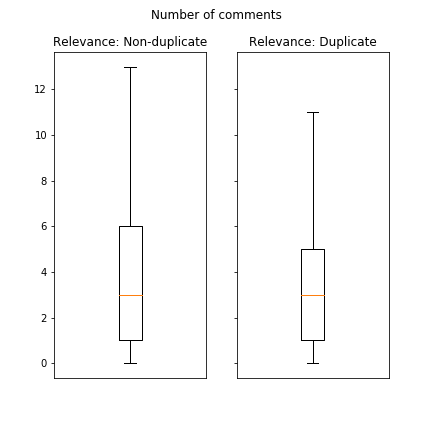 Number of comments
Relevance: Non-duplicate
Relevance: Duplicate
12
10
8
6
4
2
0